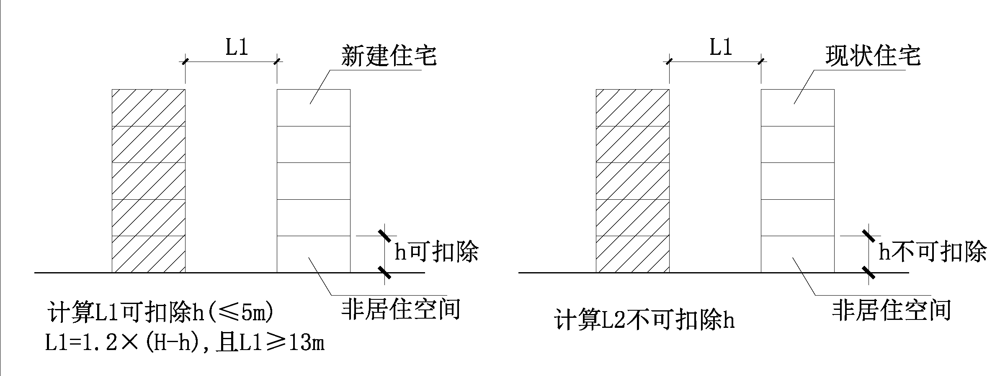 L1
新建住宅
h可扣除
非居住空间
计算L1可扣除h(≤5m)
L1=1.2×(H-h),且L1≥13m
L1
现状住宅
h不可扣除
非居住空间
计算L2不可扣除h